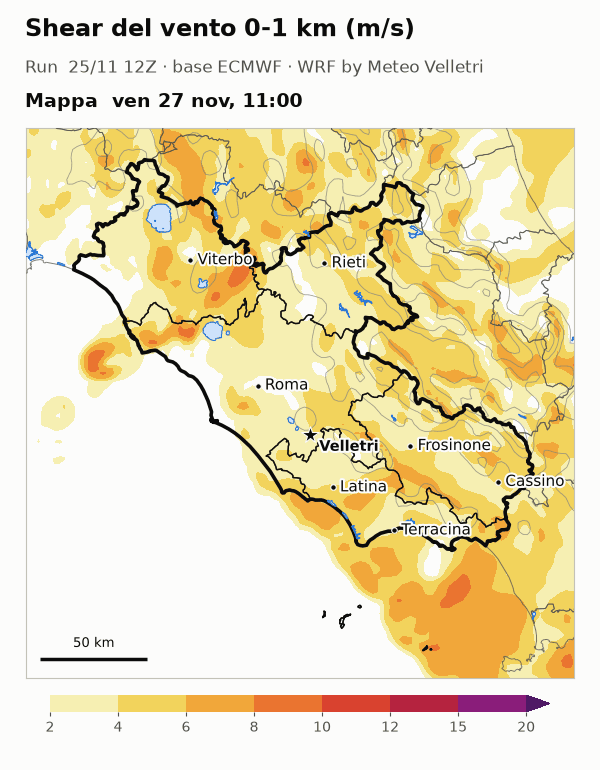 Shear del vento 0-1 km (m/s)
Run  25/11 12Z · base ECMWF · WRF by Meteo Velletri
Mappa  ven 27 nov, 11:00
Viterbo
Rieti
Roma
Velletri
Frosinone
Latina
Cassino
Terracina
50 km
2 4 6 8 10 12 15 20